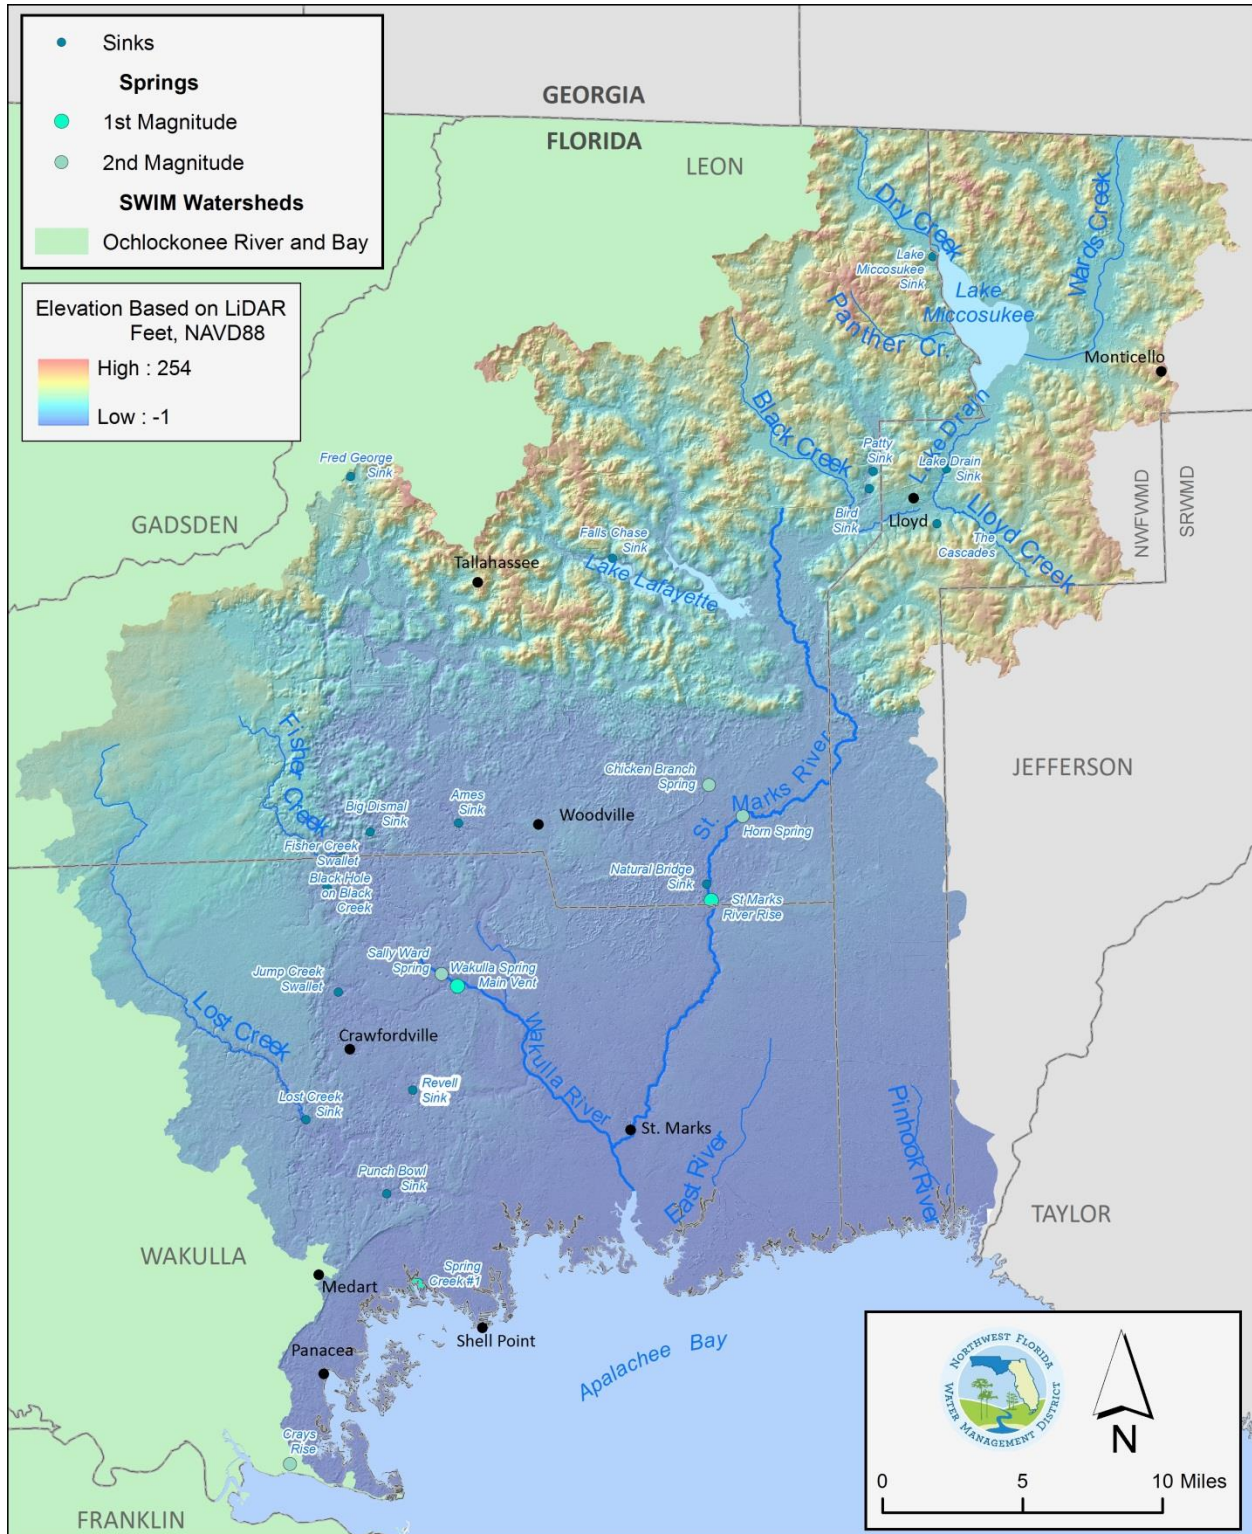 Sinks
Springs
1st Magnitude
2nd Magnitude
SWIM Watersheds
Ochlockonee River and Bay
Elevation Based on LiDAR
Feet, NAVD88
High : 254
Low : -1
GEORGIA
FLORIDA
LEON
Dry Creek
Wards Creek
Lake
Miccosukee
Sink
Lake
Miccosukee
Panther Cr.
Monticello
Black Creek
Lake Drain
Patty
Sink
Lake Drain
Sink
Fred George
Sink
GADSDEN
Bird
Sink
Lloyd
Lloyd Creek
The
Cascades
NWFWMD
SRWMD
Falls Chase
Sink
Tallahassee
Lake Lafayette
Fisher Creek
JEFFERSON
Chicken Branch
Spring
St. Marks River
Big Dismal
Sink
Ames
Sink
Woodville
Horn Spring
Fisher Creek
Swallet
Black Hole
on Black
Creek
Natural Bridge
Sink
St Marks
River Rise
Sally Ward
Spring
Wakulla Spring
Main Vent
Jump Creek
Swallet
Lost Creek
Crawfordville
Wakulla River
Revell
Sink
Lost Creek
Sink
St. Marks
East River
Pinhook River
Punch Bowl
Sink
TAYLOR
WAKULLA
Spring
Creek #1
Medart
Shell Point
Panacea
Apalachee Bay
Crays
Rise
FRANKLIN
NORTHWEST FLORIDA
WATER MANAGEMENT DISTRICT
N
0 5 10 Miles